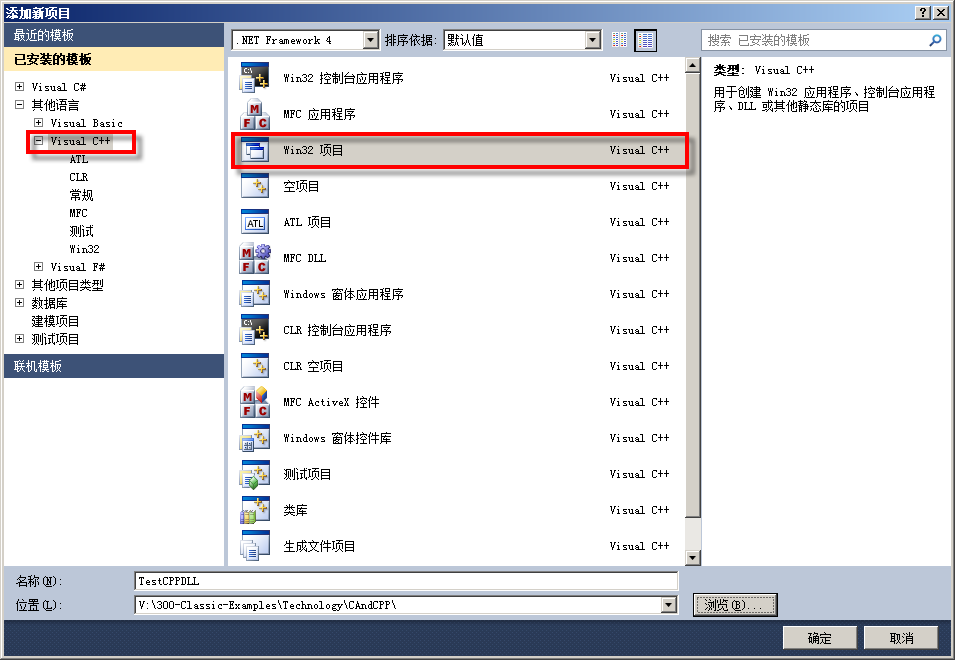 添加新项目
最近的模板
已安装的模板
Visual C#
其他语言
Visual Basic
Visual C++
ATL
CLR
常规
MFC
测试
Win32
Visual F#
其他项目类型
数据库
建模项目
测试项目
联机模板
.NET Framework 4 排序依据: 默认值
Win32 控制台应用程序 Visual C++
MFC 应用程序 Visual C++
Win32 项目 Visual C++
空项目 Visual C++
ATL 项目 Visual C++
MFC DLL Visual C++
Windows 窗体应用程序 Visual C++
CLR 控制台应用程序 Visual C++
CLR 空项目 Visual C++
MFC ActiveX 控件 Visual C++
Windows 窗体控件库 Visual C++
测试项目 Visual C++
类库 Visual C++
生成文件项目 Visual C++
搜索 已安装的模板
类型: Visual C++
用于创建 Win32 应用程序、控制台应用程
序、DLL 或其他静态库的项目
名称(N): TestCPPDLL
位置(L): V:\300-Classic-Examples\Technology\CAndCPP\ 浏览(B)...
确定 取消